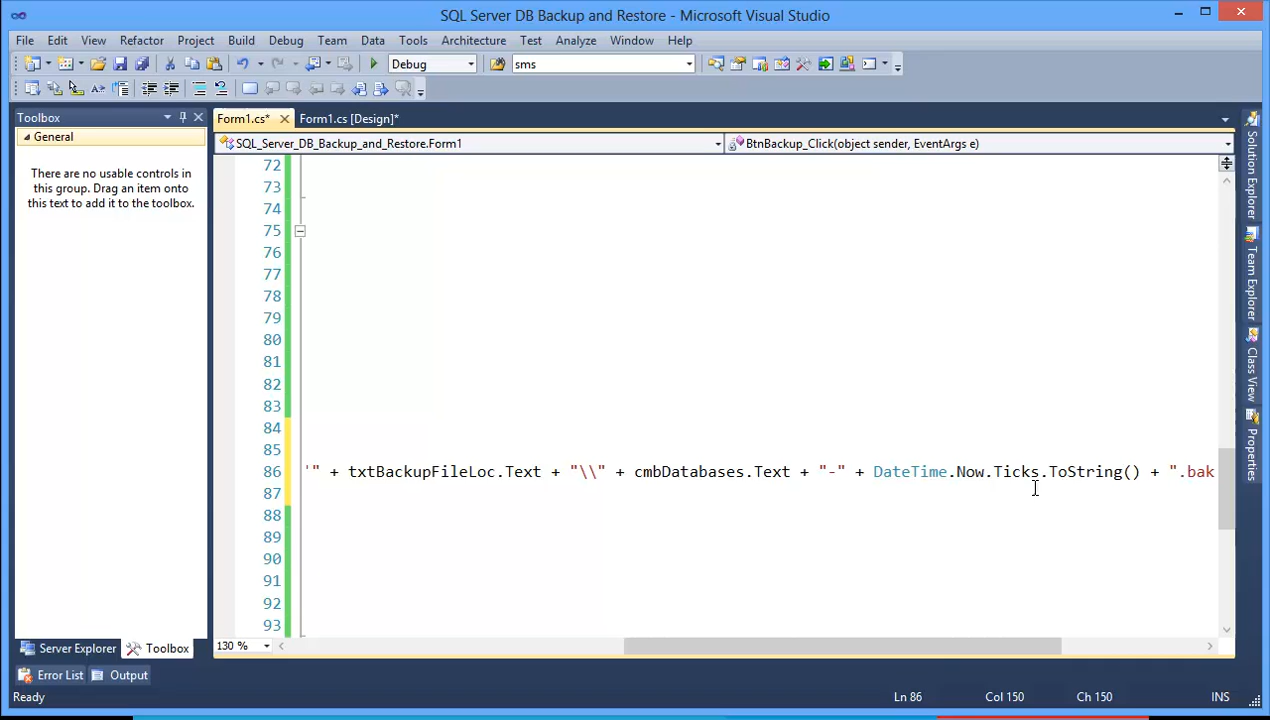 SQL Server DB Backup and Restore - Microsoft Visual Studio
File Edit View Refactor Project Build Debug Team Data Tools Architecture Test Analyze Window Help
Debug sms
Toolbox
General
There are no usable controls in this group. Drag an item onto this text to add it to the toolbox.
Form1.cs* Form1.cs [Design]*
SQL_Server_DB_Backup_and_Restore.Form1 BtnBackup_Click(object sender, EventArgs e)
72
73
74
75
76
77
78
79
80
81
82
83
84
85
86 '" + txtBackupFileLoc.Text + "\\" + cmbDatabases.Text + "-" + DateTime.Now.Ticks.ToString() + ".bak
87
88
89
90
91
92
93
130 %
Solution Explorer
Team Explorer
Class View
Properties
Server Explorer Toolbox
Error List Output
Ready Ln 86 Col 150 Ch 150 INS